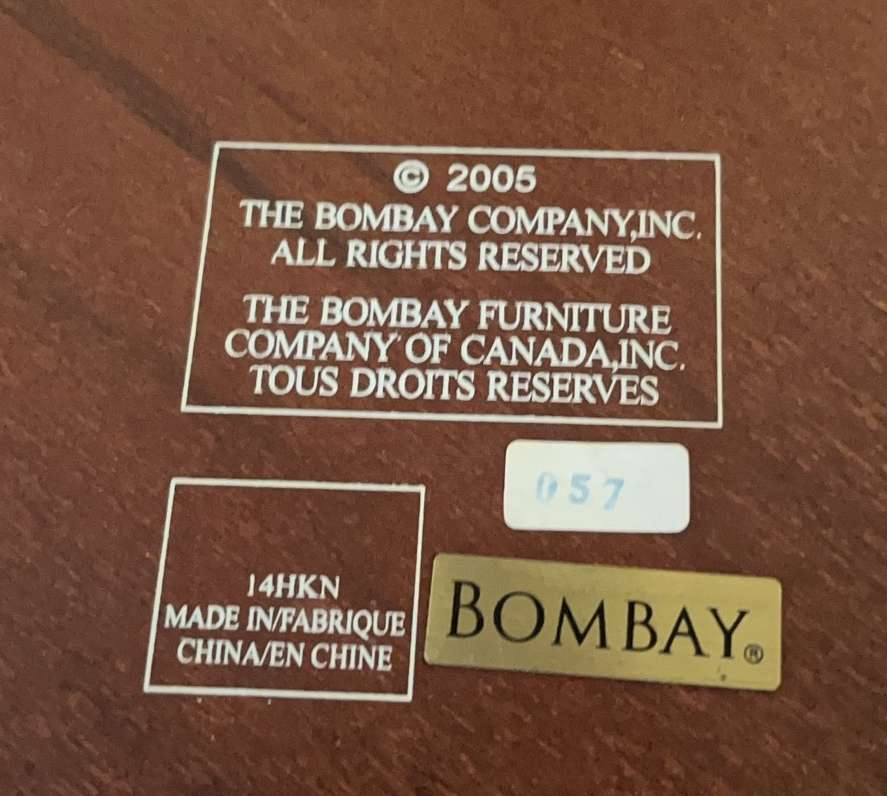 © 2005
THE BOMBAY COMPANY,INC.
ALL RIGHTS RESERVED
THE BOMBAY FURNITURE
COMPANY OF CANADA,INC.
TOUS DROITS RESERVES
057
14HKN
MADE IN/FABRIQUE
CHINA/EN CHINE
BOMBAY®